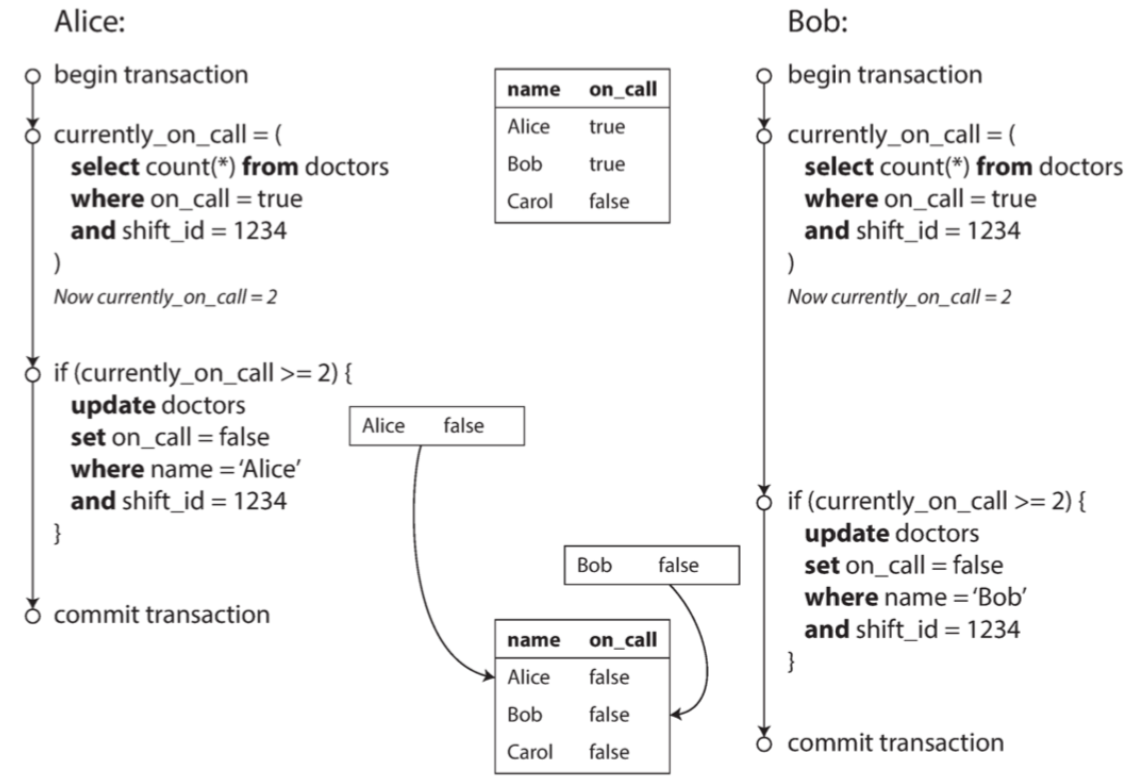 Alice:
begin transaction
currently_on_call = (
select count(*) from doctors
where on_call = true
and shift_id = 1234
)
Now currently_on_call = 2
if (currently_on_call >= 2) {
update doctors
set on_call = false
where name = ‘Alice’
and shift_id = 1234
}
commit transaction
name on_call
Alice true
Bob true
Carol false
Alice false
Bob false
name on_call
Alice false
Bob false
Carol false
Bob:
begin transaction
currently_on_call = (
select count(*) from doctors
where on_call = true
and shift_id = 1234
)
Now currently_on_call = 2
if (currently_on_call >= 2) {
update doctors
set on_call = false
where name = ‘Bob’
and shift_id = 1234
}
commit transaction